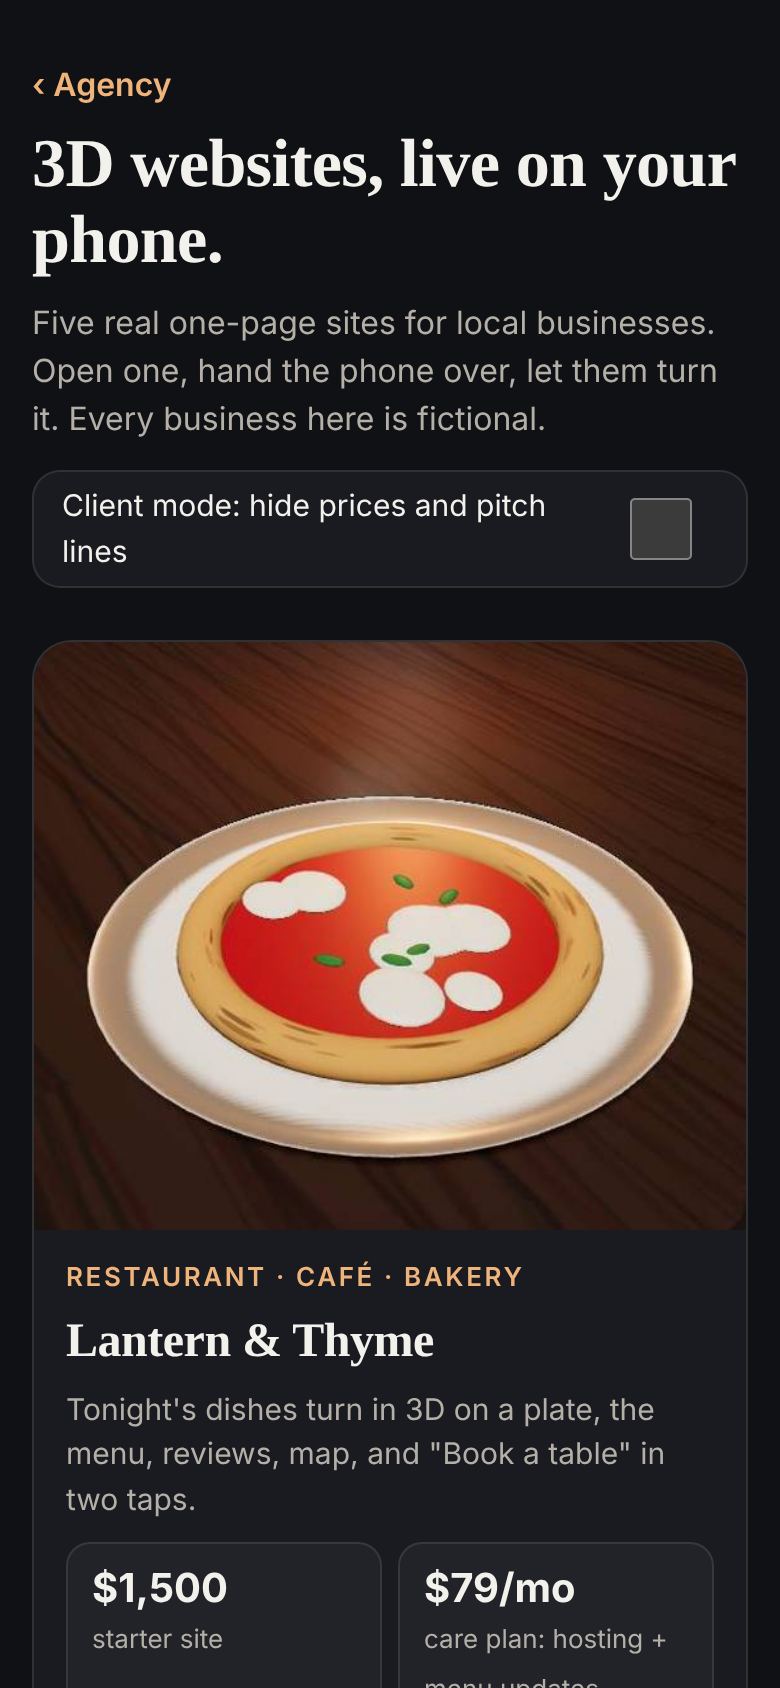 ‹ Agency
3D websites, live on your
phone.
Five real one-page sites for local businesses.
Open one, hand the phone over, let them turn
it. Every business here is fictional.
Client mode: hide prices and pitch
lines
RESTAURANT · CAFÉ · BAKERY
Lantern & Thyme
Tonight's dishes turn in 3D on a plate, the
menu, reviews, map, and "Book a table" in
two taps.
$1,500
starter site
$79/mo
care plan: hosting +
menu updates